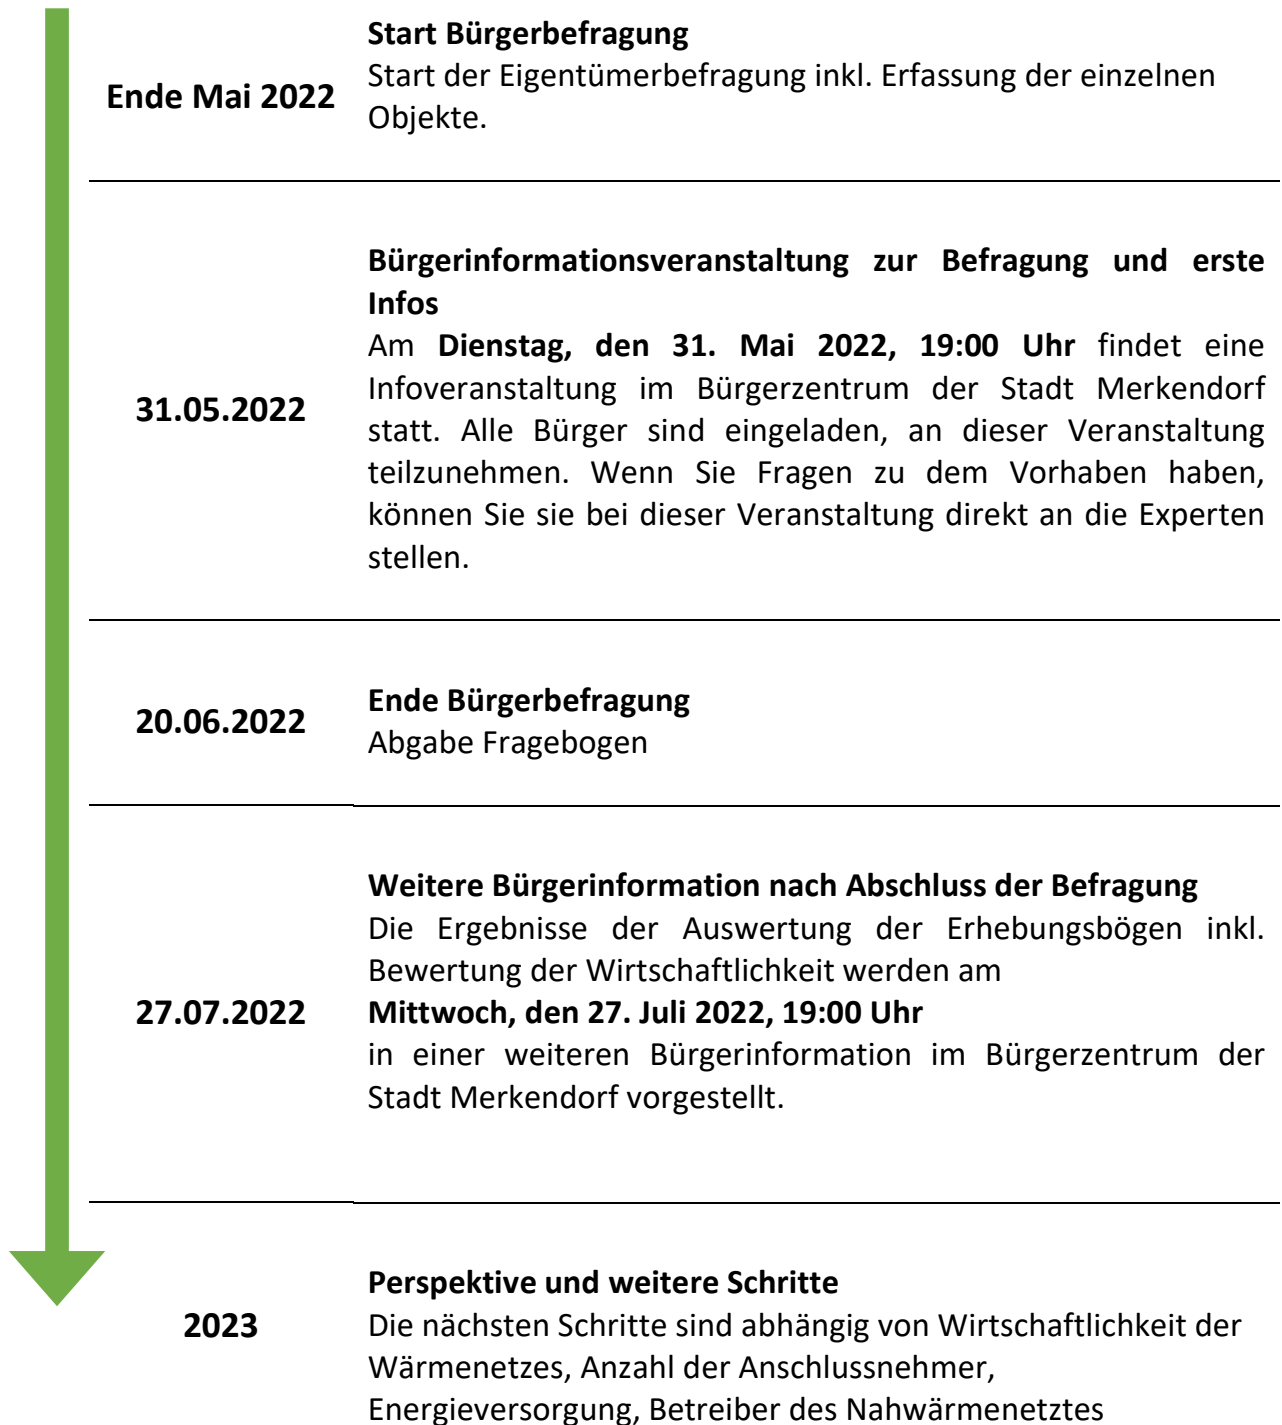 Start Bürgerbefragung
Ende Mai 2022
Start der Eigentümerbefragung inkl. Erfassung der einzelnen
Objekte.
Bürgerinformationsveranstaltung zur Befragung und erste
Infos
31.05.2022
Am Dienstag, den 31. Mai 2022, 19:00 Uhr findet eine
Infoveranstaltung im Bürgerzentrum der Stadt Merkendorf
statt. Alle Bürger sind eingeladen, an dieser Veranstaltung
teilzunehmen. Wenn Sie Fragen zu dem Vorhaben haben,
können Sie sie bei dieser Veranstaltung direkt an die Experten
stellen.
20.06.2022
Ende Bürgerbefragung
Abgabe Fragebogen
27.07.2022
Weitere Bürgerinformation nach Abschluss der Befragung
Die Ergebnisse der Auswertung der Erhebungsbögen inkl.
Bewertung der Wirtschaftlichkeit werden am
Mittwoch, den 27. Juli 2022, 19:00 Uhr
in einer weiteren Bürgerinformation im Bürgerzentrum der
Stadt Merkendorf vorgestellt.
2023
Perspektive und weitere Schritte
Die nächsten Schritte sind abhängig von Wirtschaftlichkeit der
Wärmenetzes, Anzahl der Anschlussnehmer,
Energieversorgung, Betreiber des Nahwärmenetztes